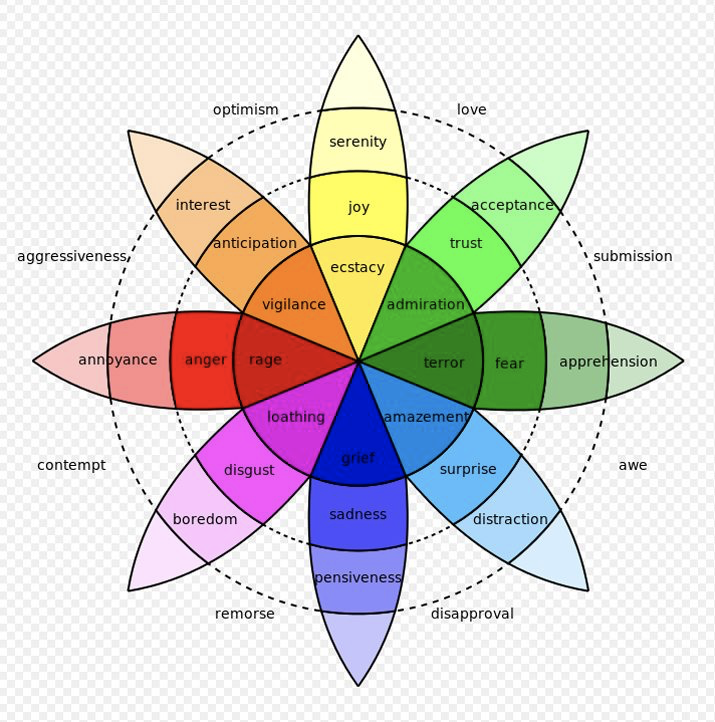 optimism
love
serenity
interest
joy
acceptance
anticipation
trust
aggressiveness
submission
ecstacy
vigilance
admiration
annoyance
anger
rage
terror
fear
apprehension
loathing
amazement
contempt
disgust
grief
surprise
awe
boredom
sadness
distraction
pensiveness
remorse
disapproval